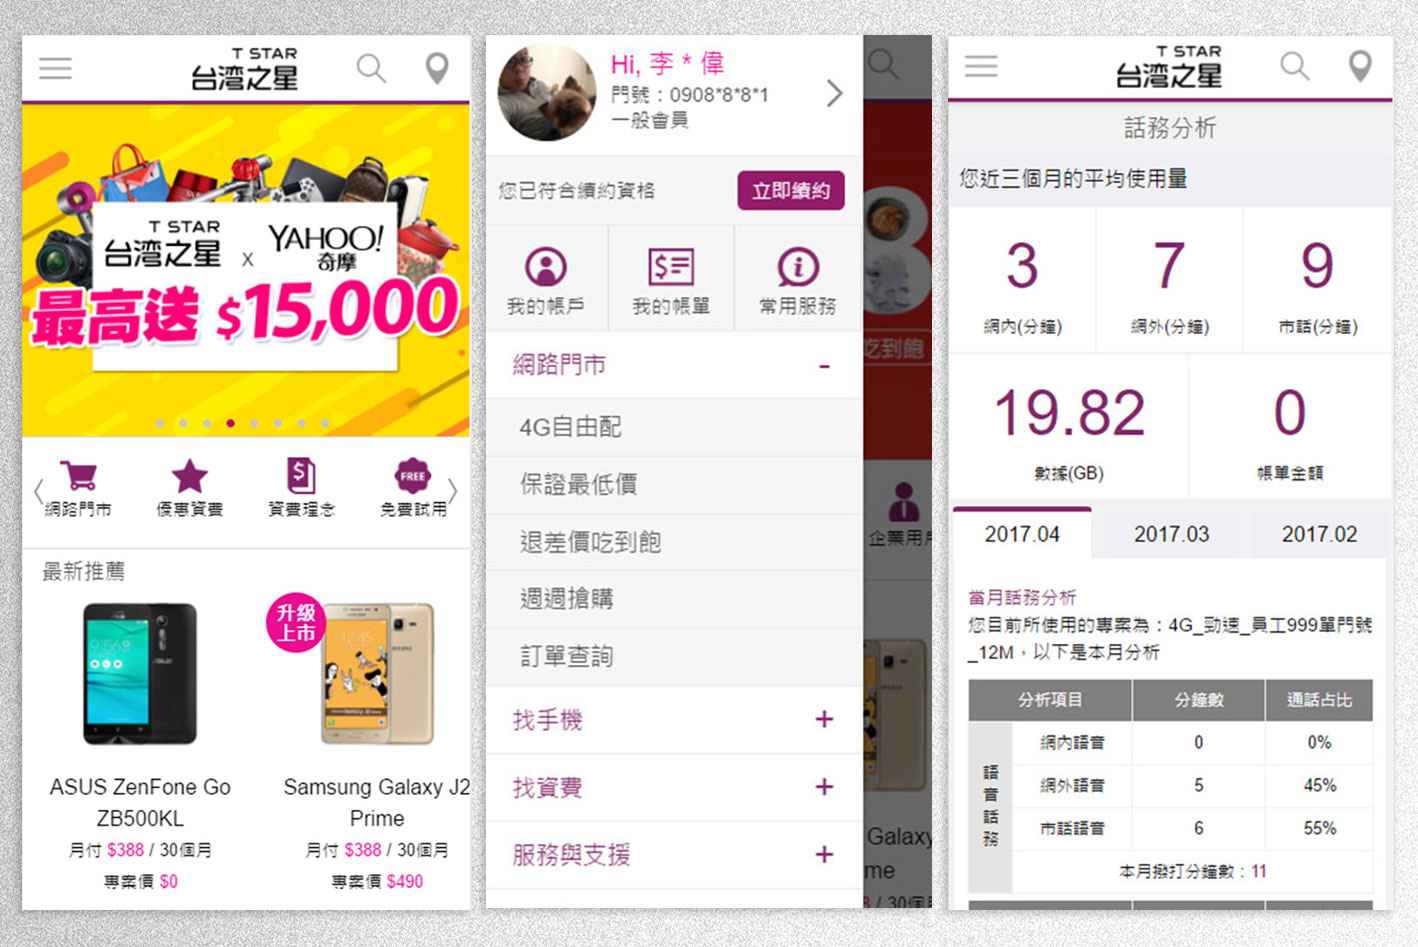 T STAR
台灣之星
T STAR
台灣之星 x YAHOO!
奇摩
最高送 $15,000
網路門市
優惠資費
資費理念
FREE
免費試用
最新推薦
升級
上市
ASUS ZenFone Go
ZB500KL
月付 $388 / 30個月
專案價 $0
Samsung Galaxy J2
Prime
月付 $388 / 30個月
專案價 $490
Hi, 李 * 偉
門號：0908*8*8*1
一般會員
您已符合續約資格
立即續約
我的帳戶
我的帳單
常用服務
網路門市
-
4G自由配
保證最低價
退差價吃到飽
週週搶購
訂單查詢
找手機
+
找資費
+
服務與支援
+
吃到飽
企業用戶
Galaxy
me
/ 30個
T STAR
台灣之星
話務分析
您近三個月的平均使用量
3
網內(分鐘)
7
網外(分鐘)
9
市話(分鐘)
19.82
數據(GB)
0
帳單金額
2017.04
2017.03
2017.02
當月話務分析
您目前所使用的專案為：4G_勁速_員工999單門號
_12M，以下是本月分析
分析項目 分鐘數 通話占比
語音話務
網內語音 0 0%
網外語音 5 45%
市話語音 6 55%
本月撥打分鐘數：11